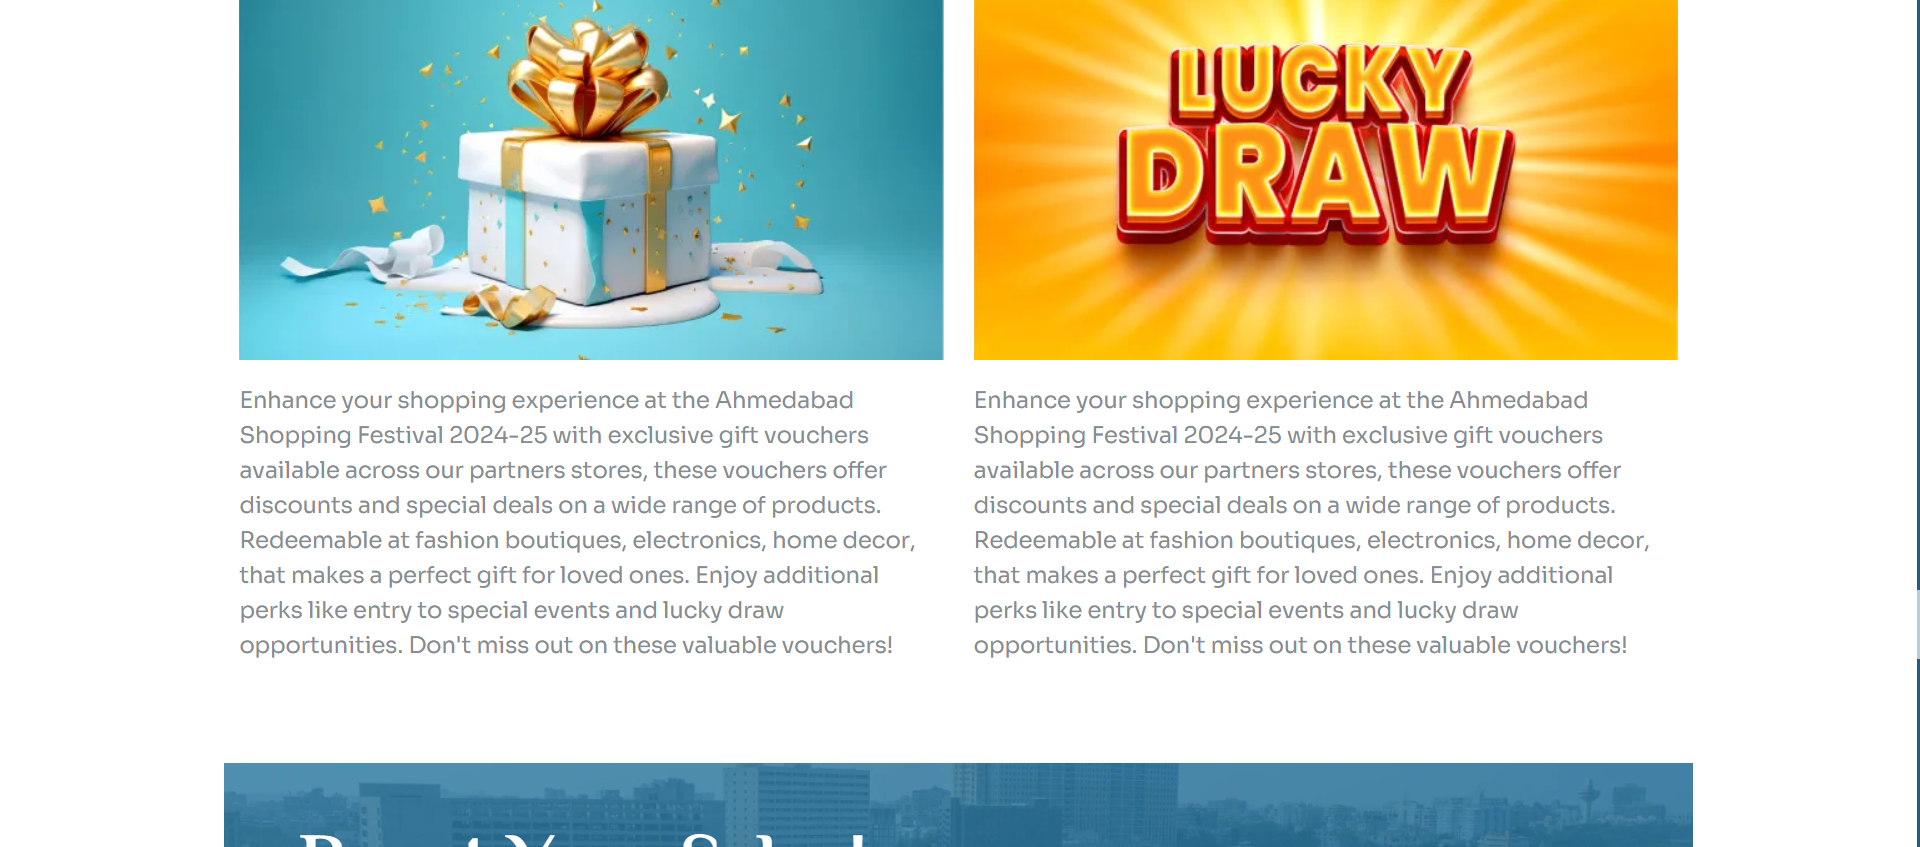 LUCKY
DRAW
Enhance your shopping experience at the Ahmedabad
Shopping Festival 2024-25 with exclusive gift vouchers
available across our partners stores, these vouchers offer
discounts and special deals on a wide range of products.
Redeemable at fashion boutiques, electronics, home decor,
that makes a perfect gift for loved ones. Enjoy additional
perks like entry to special events and lucky draw
opportunities. Don't miss out on these valuable vouchers!
Enhance your shopping experience at the Ahmedabad
Shopping Festival 2024-25 with exclusive gift vouchers
available across our partners stores, these vouchers offer
discounts and special deals on a wide range of products.
Redeemable at fashion boutiques, electronics, home decor,
that makes a perfect gift for loved ones. Enjoy additional
perks like entry to special events and lucky draw
opportunities. Don't miss out on these valuable vouchers!